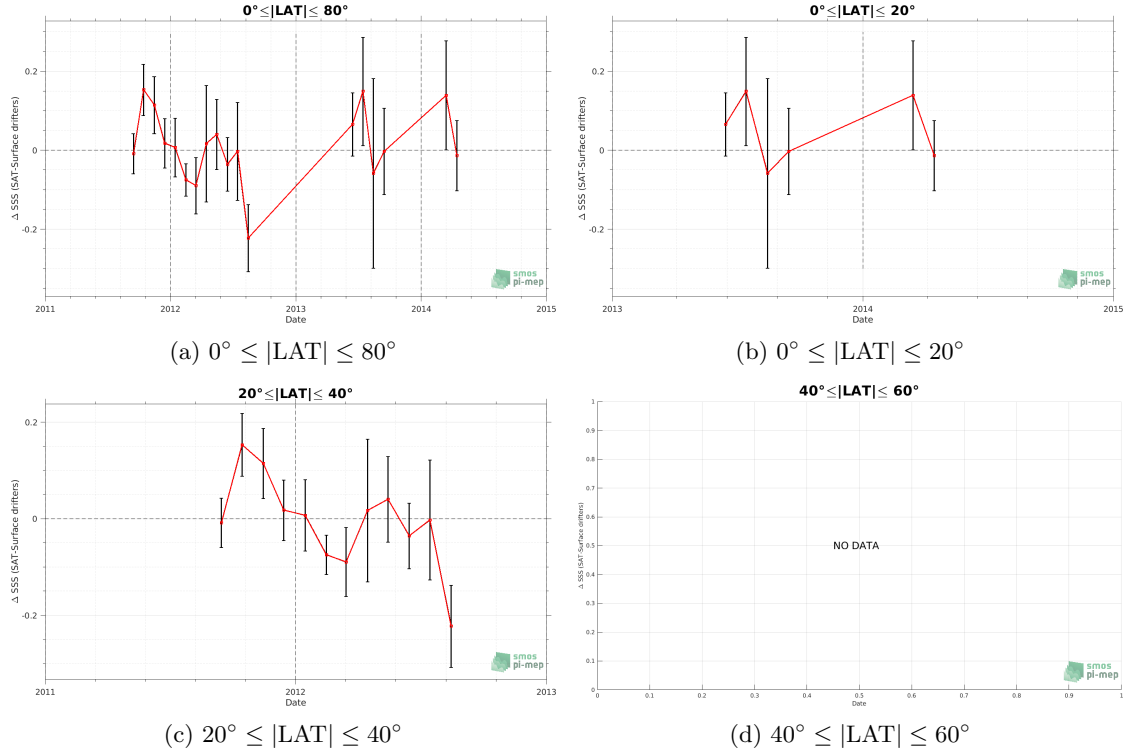 0°≤|LAT|≤ 80°
Δ SSS (SAT-Surface drifters)
0.2
0
-0.2
2011
2012
2013
2014
2015
Date
smos
pi-mep
(a) 0° ≤ |LAT| ≤ 80°
0°≤|LAT|≤ 20°
Δ SSS (SAT-Surface drifters)
0.2
0
-0.2
2013
2014
2015
Date
smos
pi-mep
(b) 0° ≤ |LAT| ≤ 20°
20°≤|LAT|≤ 40°
Δ SSS (SAT-Surface drifters)
0.2
0
-0.2
2011
2012
2013
Date
smos
pi-mep
(c) 20° ≤ |LAT| ≤ 40°
40°≤|LAT|≤ 60°
Δ SSS (SAT-Surface drifters)
1
0.9
0.8
0.7
0.6
0.5
0.4
0.3
0.2
0.1
0
NO DATA
0
0.1
0.2
0.3
0.4
0.5
0.6
0.7
0.8
0.9
1
Date
smos
pi-mep
(d) 40° ≤ |LAT| ≤ 60°